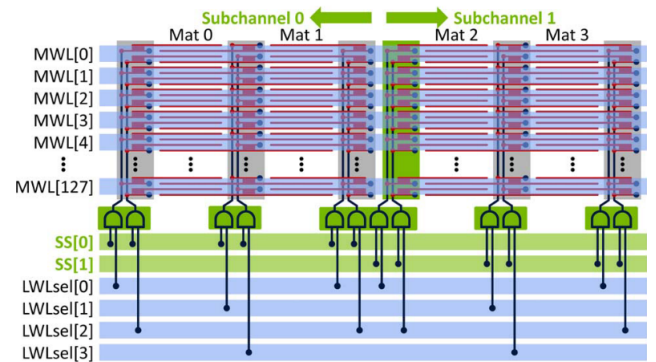 Subchannel 0 Subchannel 1
Mat 0 Mat 1 Mat 2 Mat 3
MWL[0]
MWL[1]
MWL[2]
MWL[3]
MWL[4]
MWL[127]
SS[0]
SS[1]
LWLsel[0]
LWLsel[1]
LWLsel[2]
LWLsel[3]